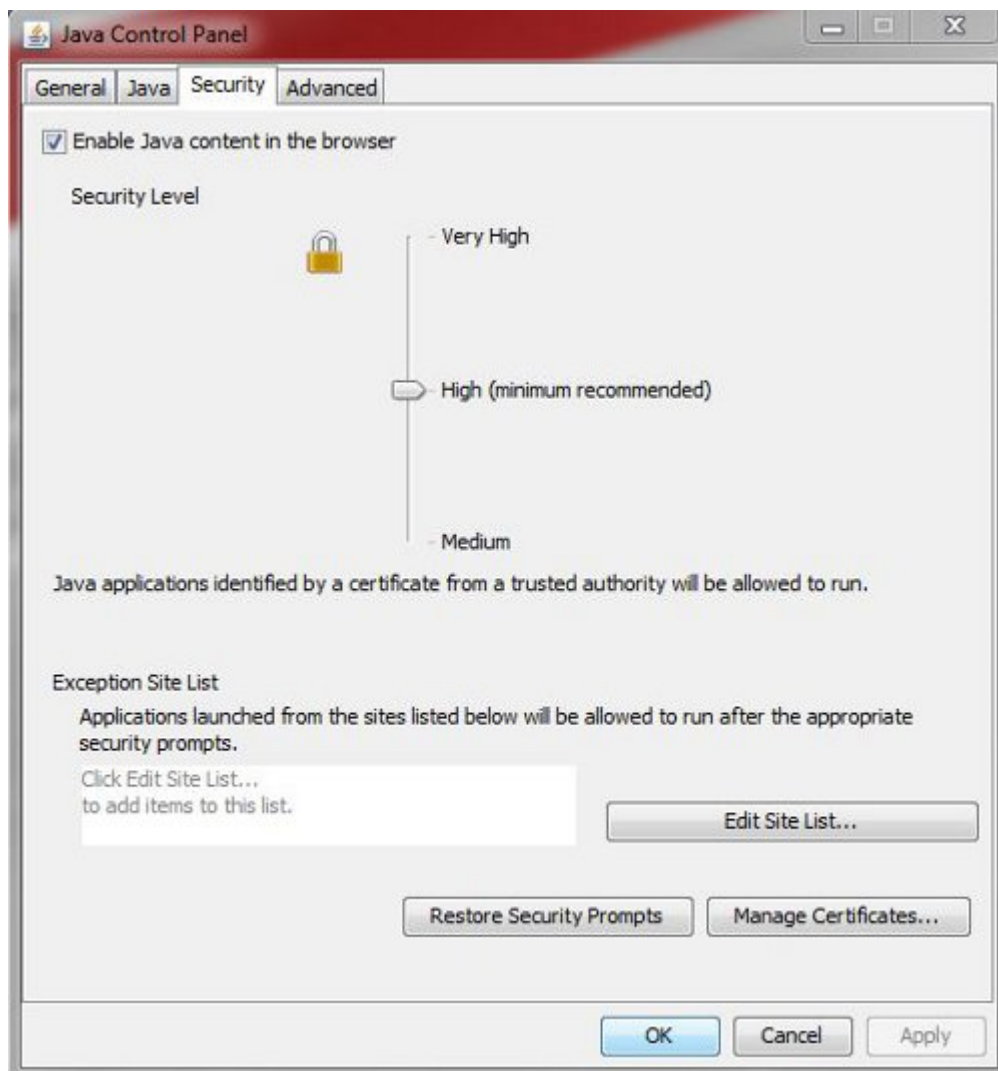 Java Control Panel
General Java Security Advanced
Enable Java content in the browser
Security Level
Very High
High (minimum recommended)
Medium
Java applications identified by a certificate from a trusted authority will be allowed to run.
Exception Site List
Applications launched from the sites listed below will be allowed to run after the appropriate
security prompts.
Click Edit Site List...
to add items to this list.
Edit Site List...
Restore Security Prompts Manage Certificates...
OK Cancel Apply